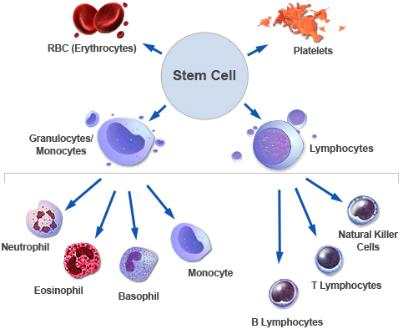 RBC (Erythrocytes)
Platelets
Stem Cell
Granulocytes/
Monocytes
Lymphocytes
Neutrophil
Eosinophil
Basophil
Monocyte
Natural Killer
Cells
T Lymphocytes
B Lymphocytes